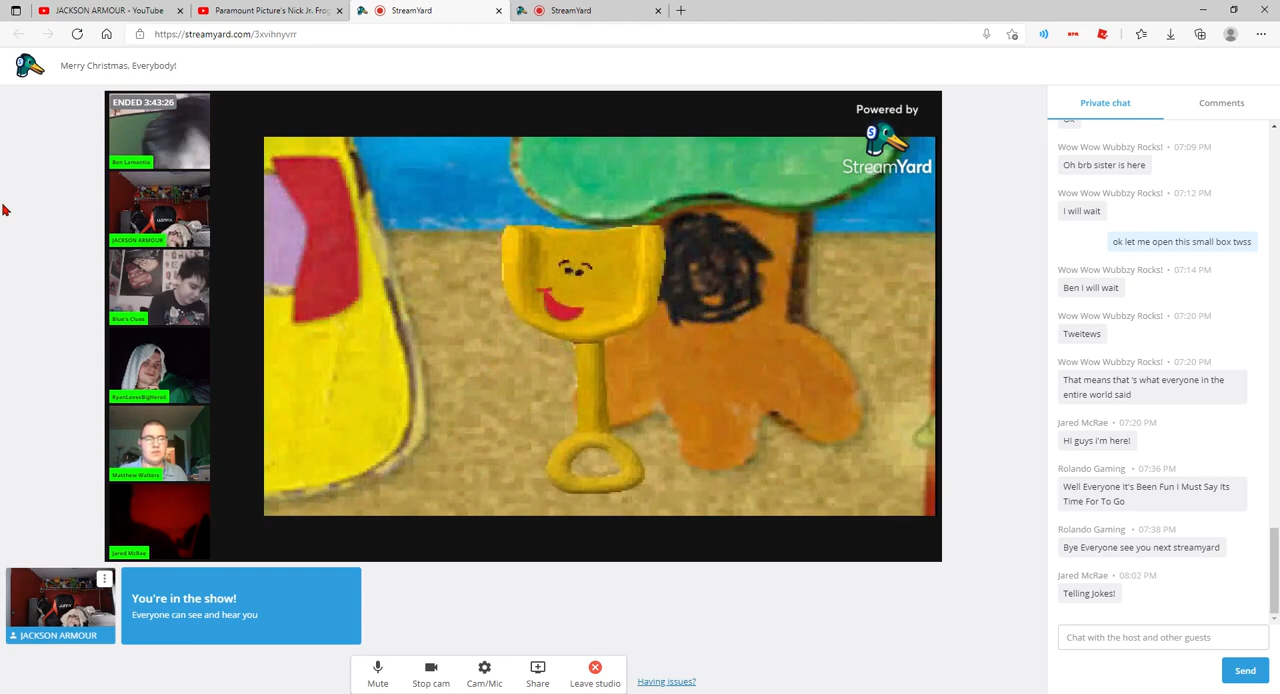 JACKSON ARMOUR - YouTube
Paramount Picture's Nick Jr. Frog
StreamYard
StreamYard
https://streamyard.com/3xvihnyvrr
Merry Christmas, Everybody!
ENDED 3:43:26
Ben Lamantia
JACKSON ARMOUR
Blue's Clues
RyanLovesBigHero6
Matthew Walters
Jared McRae
Powered by
StreamYard
JACKSON ARMOUR
You're in the show!
Everyone can see and hear you
Mute
Stop cam
Cam/Mic
Share
Leave studio
Having issues?
Private chat
Comments
Wow Wow Wubbzy Rocks! • 07:09 PM
Oh brb sister is here
Wow Wow Wubbzy Rocks! • 07:12 PM
I will wait
ok let me open this small box twss
Wow Wow Wubbzy Rocks! • 07:14 PM
Ben I will wait
Wow Wow Wubbzy Rocks! • 07:20 PM
Tweitews
Wow Wow Wubbzy Rocks! • 07:20 PM
That means that 's what everyone in the
entire world said
Jared McRae • 07:20 PM
HI guys i'm here!
Rolando Gaming • 07:36 PM
Well Everyone It's Been Fun I Must Say Its
Time For To Go
Rolando Gaming • 07:38 PM
Bye Everyone see you next streamyard
Jared McRae • 08:02 PM
Telling Jokes!
Chat with the host and other guests
Send